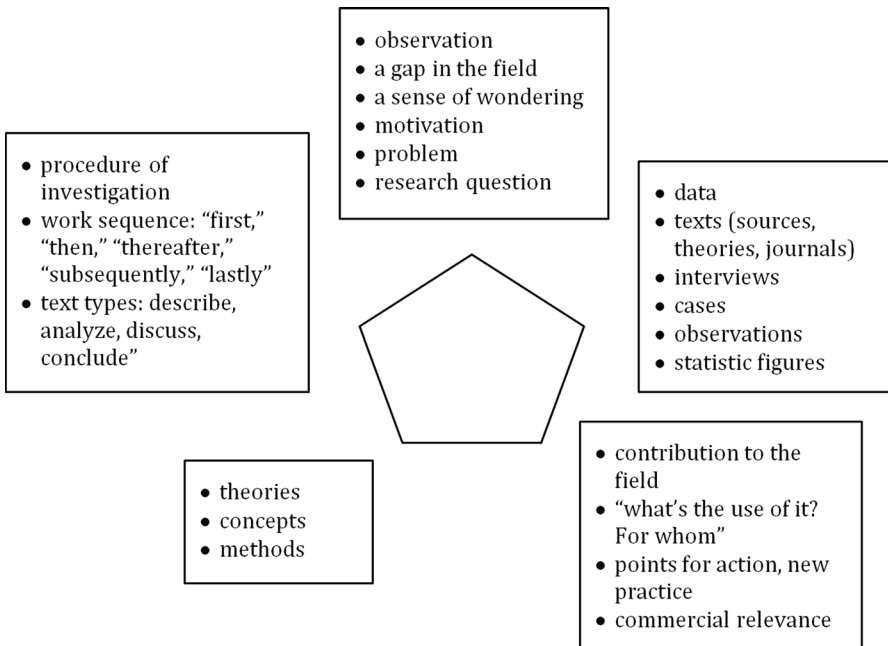 • observation
• a gap in the field
• a sense of wondering
• motivation
• problem
• research question
• procedure of
investigation
• work sequence: “first,”
“then,” “thereafter,”
“subsequently,” “lastly”
• text types: describe,
analyze, discuss,
conclude”
• data
• texts (sources,
theories, journals)
• interviews
• cases
• observations
• statistic figures
• theories
• concepts
• methods
• contribution to the
field
• “what’s the use of it?
For whom”
• points for action, new
practice
• commercial relevance